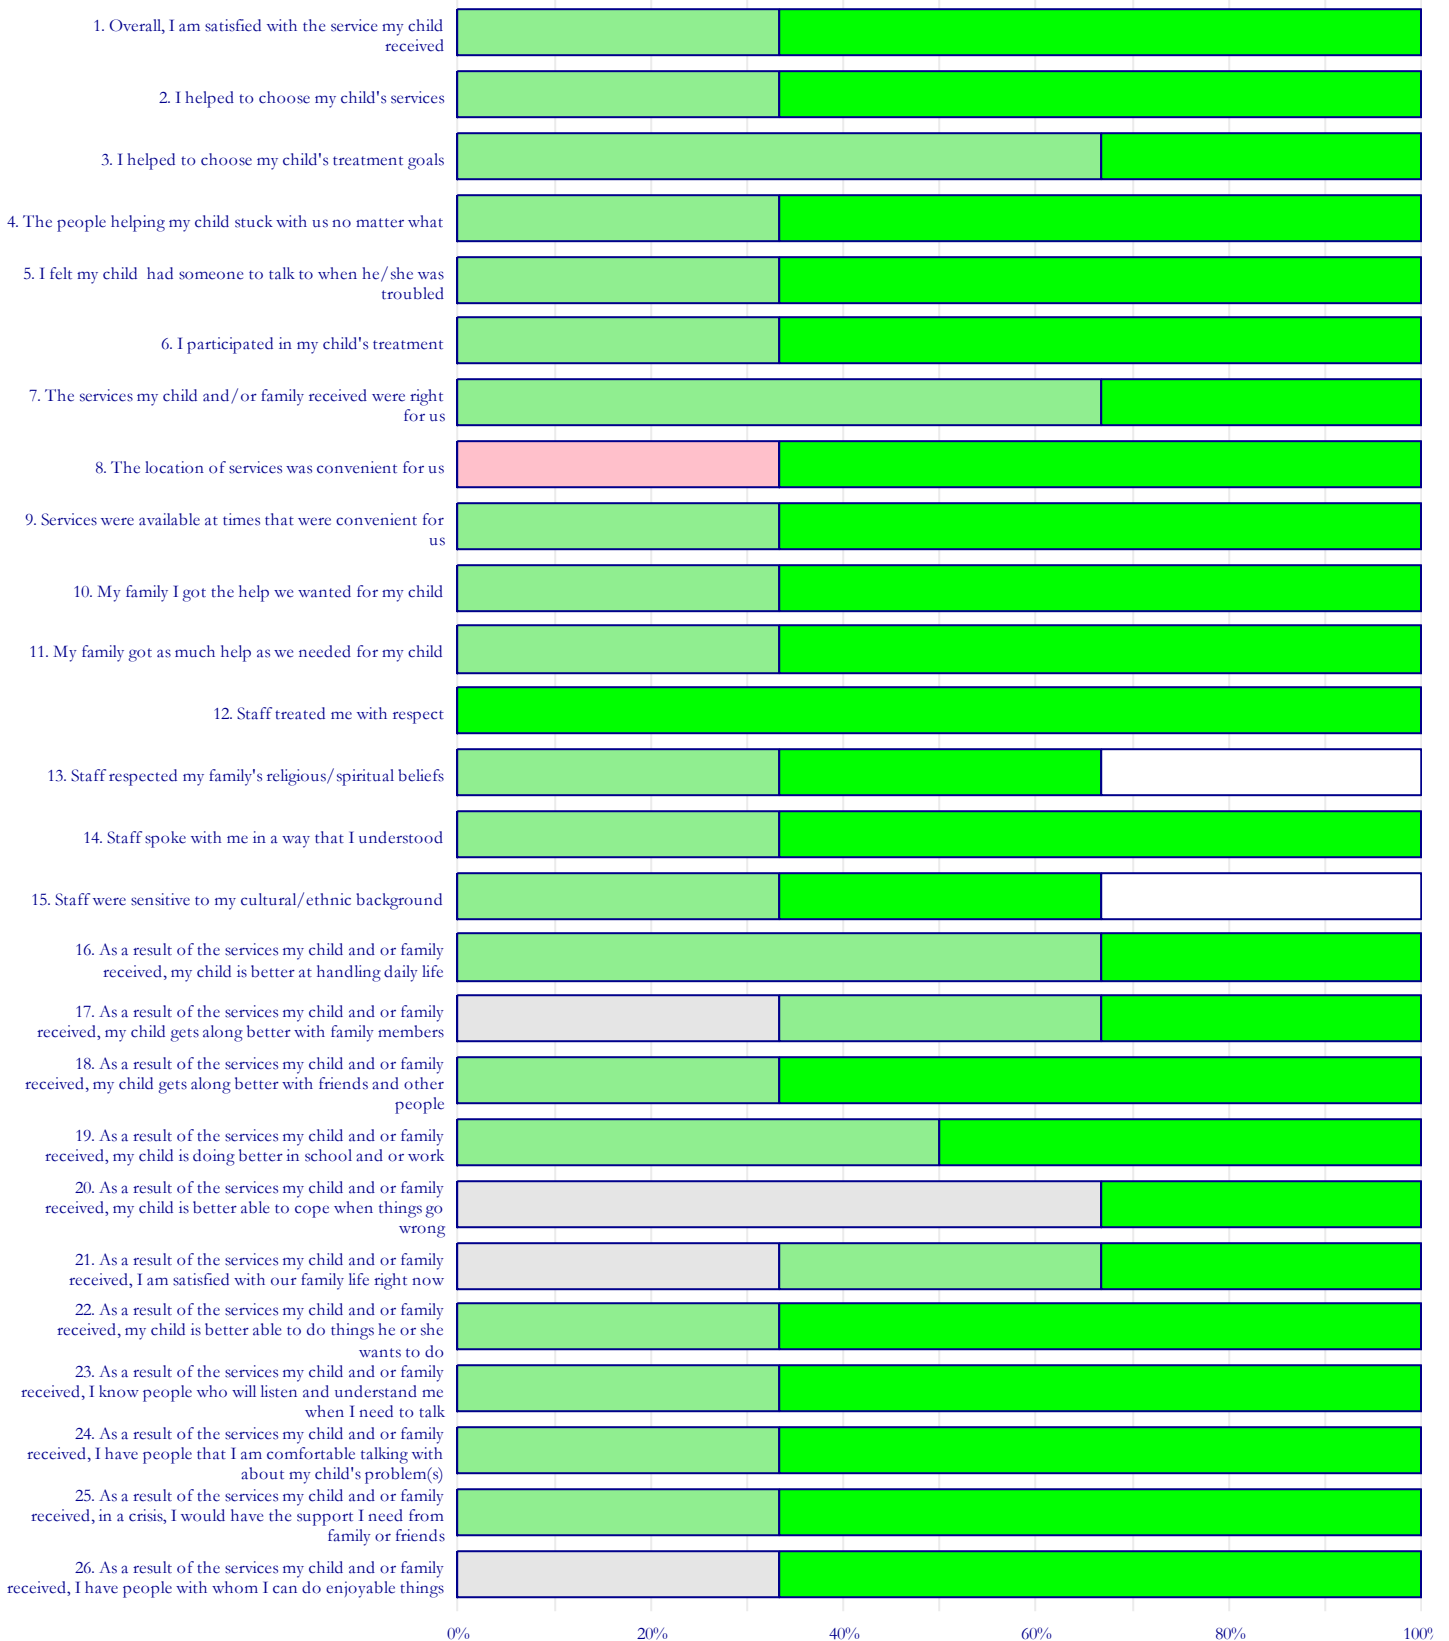 1. Overall, I am satisfied with the service my child
received
2. I helped to choose my child's services
3. I helped to choose my child's treatment goals
4. The people helping my child stuck with us no matter what
5. I felt my child  had someone to talk to when he/she was
troubled
6. I participated in my child's treatment
7. The services my child and/or family received were right
for us
8. The location of services was convenient for us
9. Services were available at times that were convenient for
us
10. My family I got the help we wanted for my child
11. My family got as much help as we needed for my child
12. Staff treated me with respect
13. Staff respected my family's religious/spiritual beliefs
14. Staff spoke with me in a way that I understood
15. Staff were sensitive to my cultural/ethnic background
16. As a result of the services my child and or family
received, my child is better at handling daily life
17. As a result of the services my child and or family
received, my child gets along better with family members
18. As a result of the services my child and or family
received, my child gets along better with friends and other
people
19. As a result of the services my child and or family
received, my child is doing better in school and or work
20. As a result of the services my child and or family
received, my child is better able to cope when things go
wrong
21. As a result of the services my child and or family
received, I am satisfied with our family life right now
22. As a result of the services my child and or family
received, my child is better able to do things he or she
wants to do
23. As a result of the services my child and or family
received, I know people who will listen and understand me
when I need to talk
24. As a result of the services my child and or family
received, I have people that I am comfortable talking with
about my child's problem(s)
25. As a result of the services my child and or family
received, in a crisis, I would have the support I need from
family or friends
26. As a result of the services my child and or family
received, I have people with whom I can do enjoyable things
0% 20% 40% 60% 80% 100%